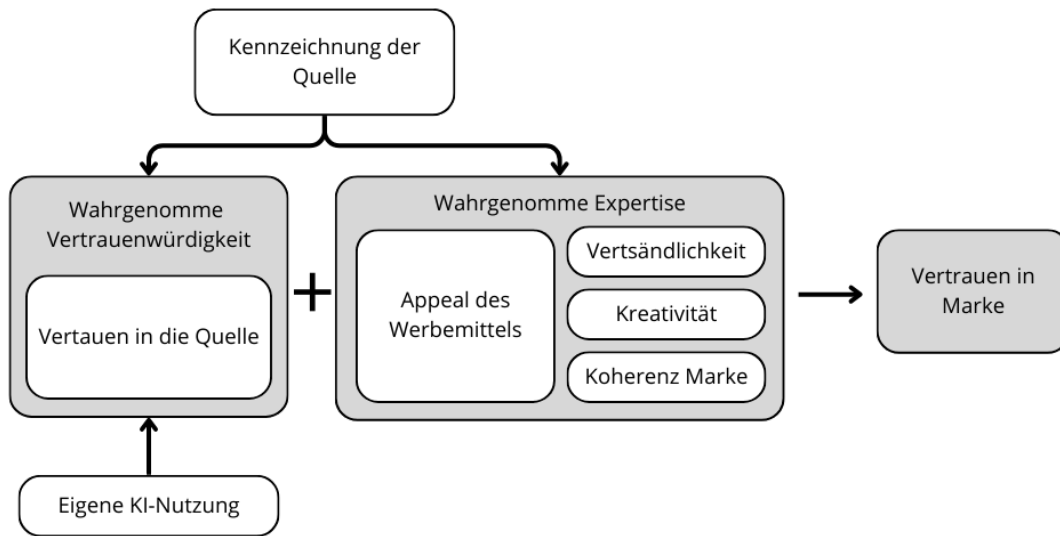 Kennzeichnung der
Quelle
Wahrgenomme
Vertrauenwürdigkeit
Vertauen in die Quelle
+
Wahrgenomme Expertise
Appeal des
Werbemittels
Vertsändlichkeit
Kreativität
Koherenz Marke
Vertrauen in
Marke
Eigene KI-Nutzung